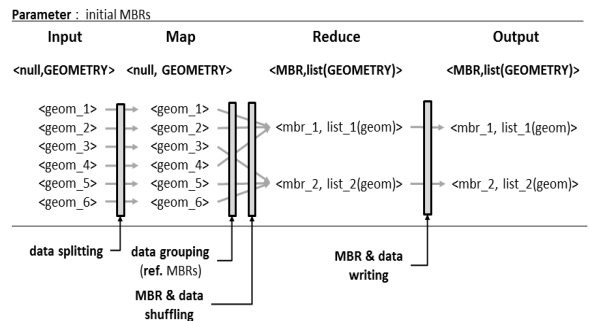 Parameter : initial MBRs
Input Map Reduce Output
<null,GEOMETRY> <null, GEOMETRY> <MBR,list(GEOMETRY)> <MBR,list(GEOMETRY)>
<geom_1> <geom_1>
<geom_2> <geom_2> <mbr_1, list_1(geom)> <mbr_1, list_1(geom)>
<geom_3> <geom_3>
<geom_4> <geom_4>
<geom_5> <geom_5> <mbr_2, list_2(geom)> <mbr_2, list_2(geom)>
<geom_6> <geom_6>
data splitting
data grouping
(ref. MBRs)
MBR & data
shuffling
MBR & data
writing